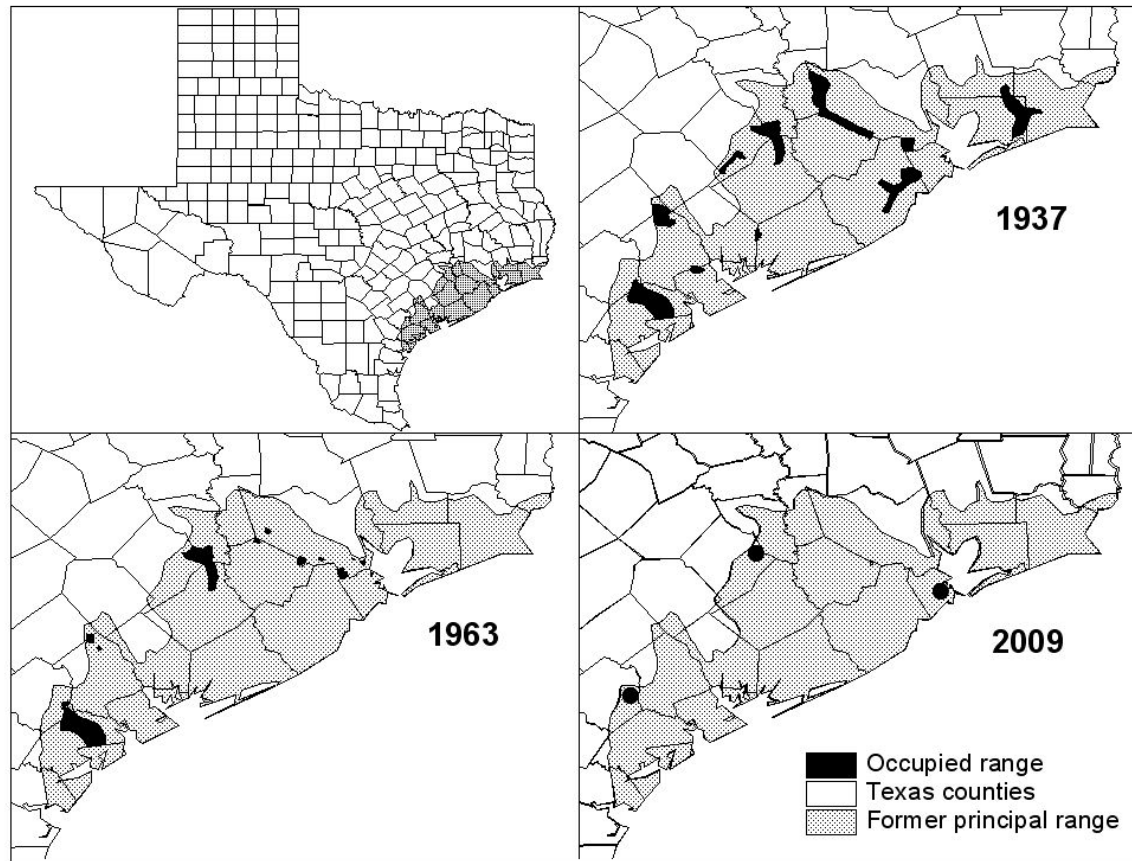 1937
1963
2009
Occupied range
Texas counties
Former principal range